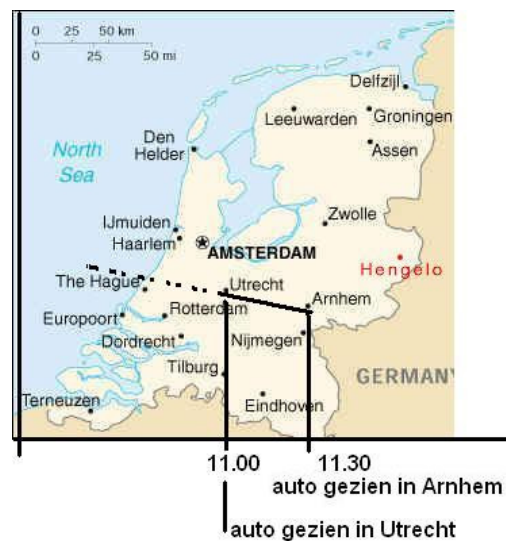 0 25 50 km
0 25 50 mi
Delfzijl
Leeuwarden
Groningen
Den
Helder
Assen
North
Sea
Zwolle
IJmuiden
Haarlem
AMSTERDAM
Hengelo
The Hague
Utrecht
Arnhem
Rotterdam
Europoort
Dordrecht
Nijmegen
Tilburg
GERMANY
Eindhoven
Terneuzen
11.00
11.30
auto gezien in Arnhem
auto gezien in Utrecht